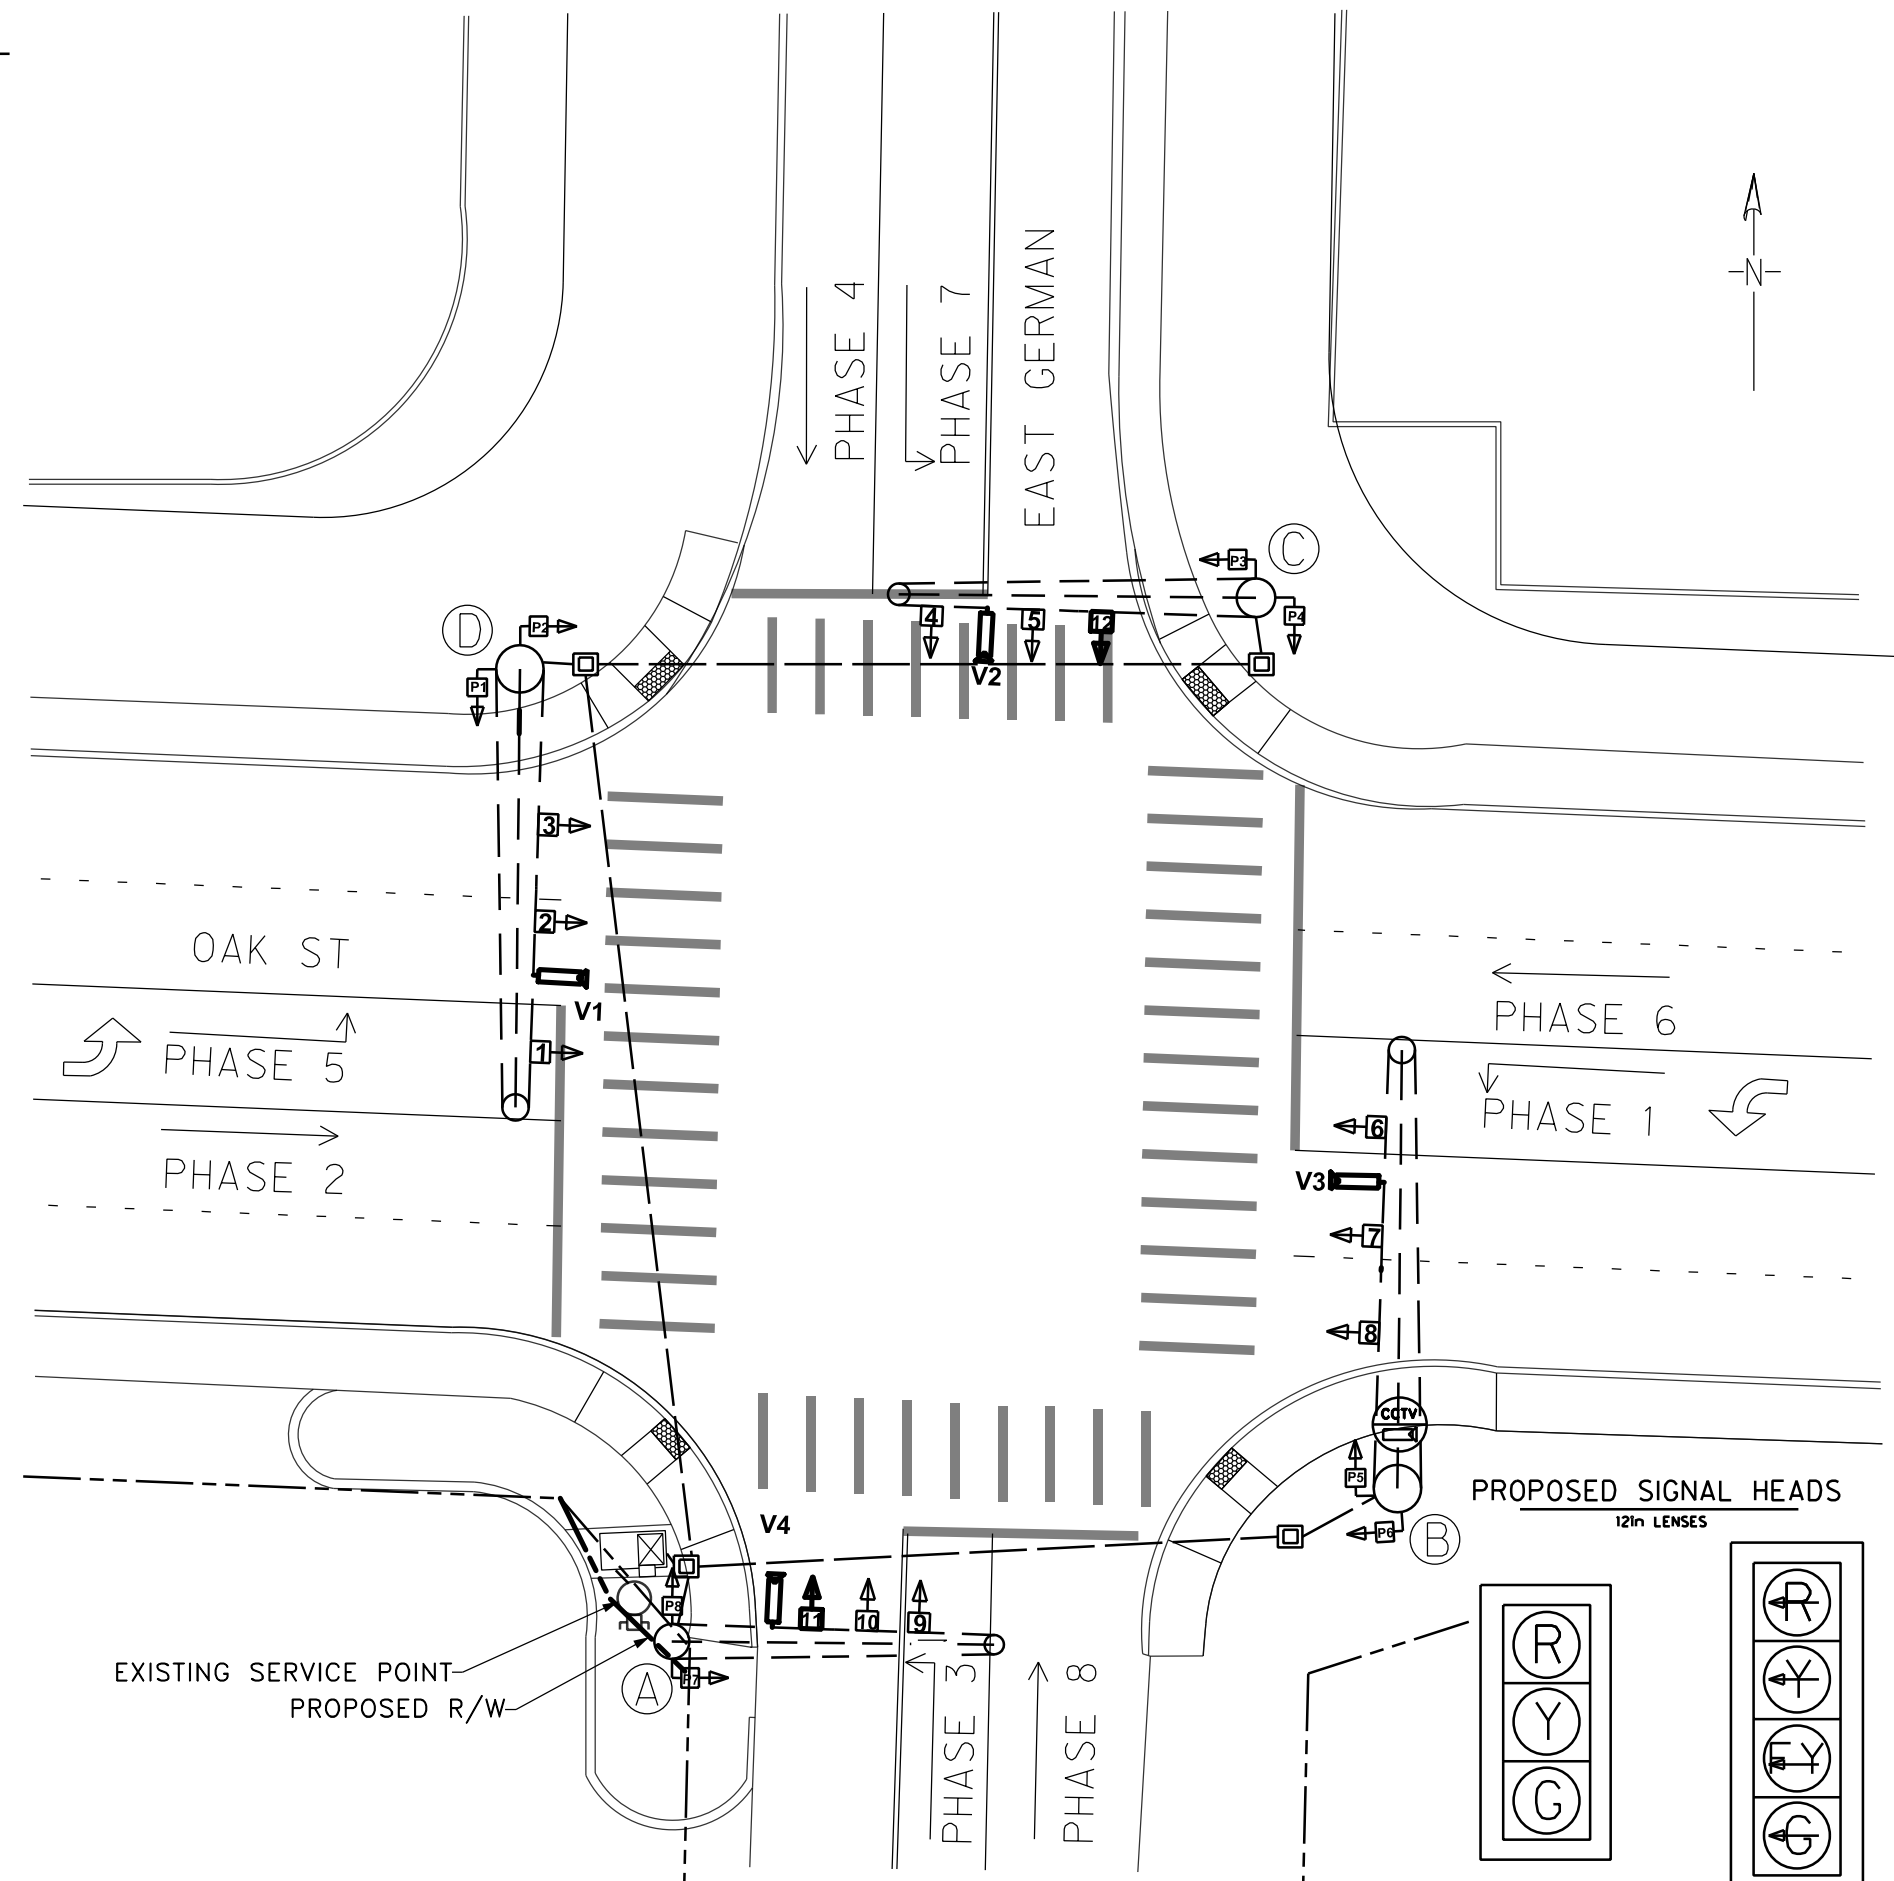 PHASE 4
PHASE 7
EAST GERMAN
-N-
C
P3
P4
D
P2
P1
4
5
12
V2
3
2
V1
1
OAK ST
PHASE 5
PHASE 2
PHASE 6
PHASE 1
6
V3
7
8
CCTV
P5
P6
B
V4
11
10
9
P8
P7
A
EXISTING SERVICE POINT
PROPOSED R/W
PHASE 3
PHASE 8
PROPOSED SIGNAL HEADS
12in LENSES
R
Y
G
R
Y
FY
G